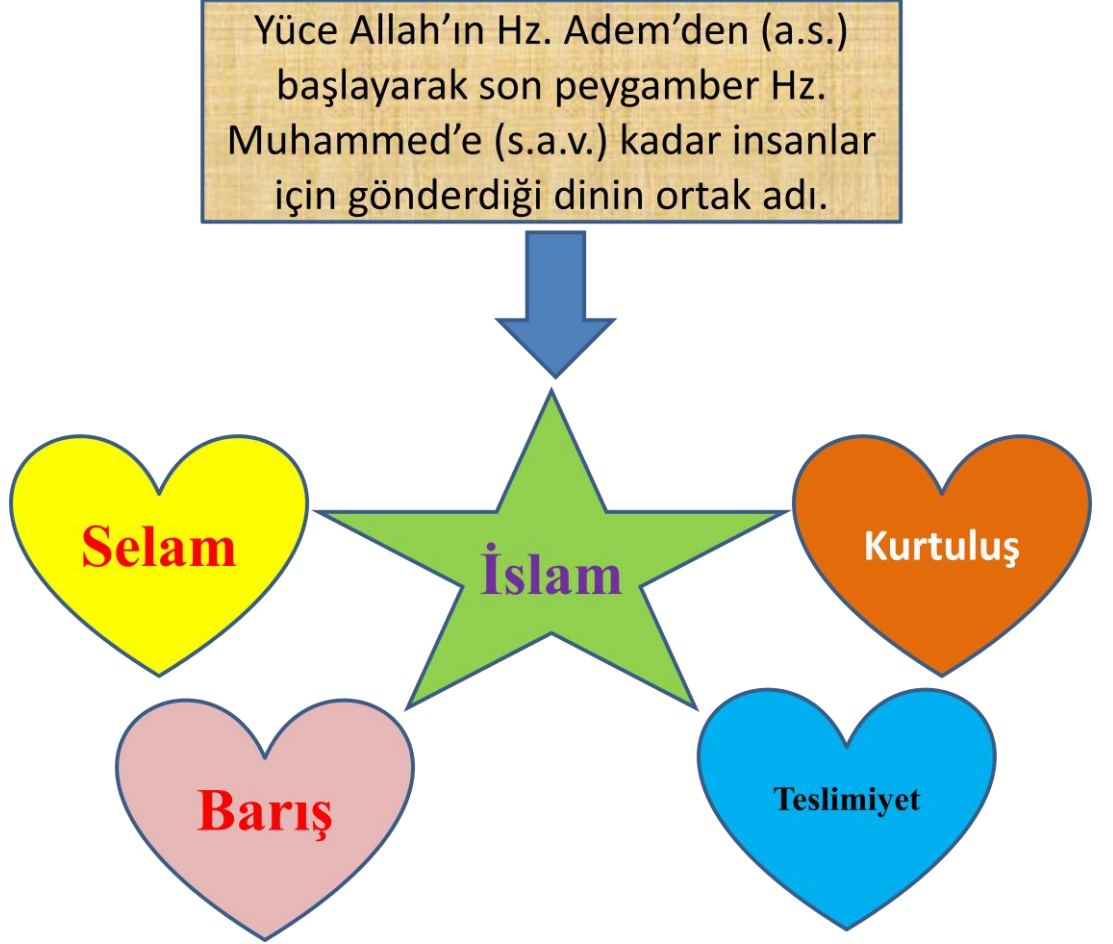 Yüce Allah’ın Hz. Adem’den (a.s.)
başlayarak son peygamber Hz.
Muhammed’e (s.a.v.) kadar insanlar
için gönderdiği dinin ortak adı.
Selam
İslam
Kurtuluş
Barış
Teslimiyet